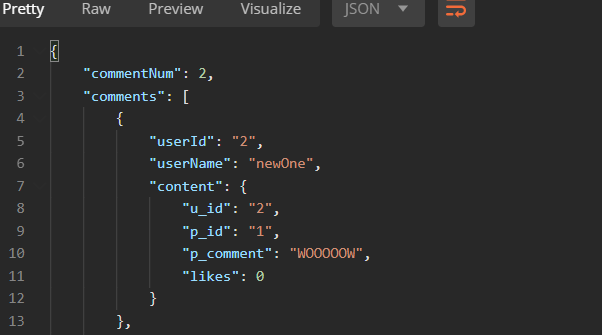 Pretty Raw Preview Visualize JSON
1 {
2 "commentNum": 2,
3 "comments": [
4 {
5 "userId": "2",
6 "userName": "newOne",
7 "content": {
8 "u_id": "2",
9 "p_id": "1",
10 "p_comment": "WOOOOOW",
11 "likes": 0
12 }
13 },